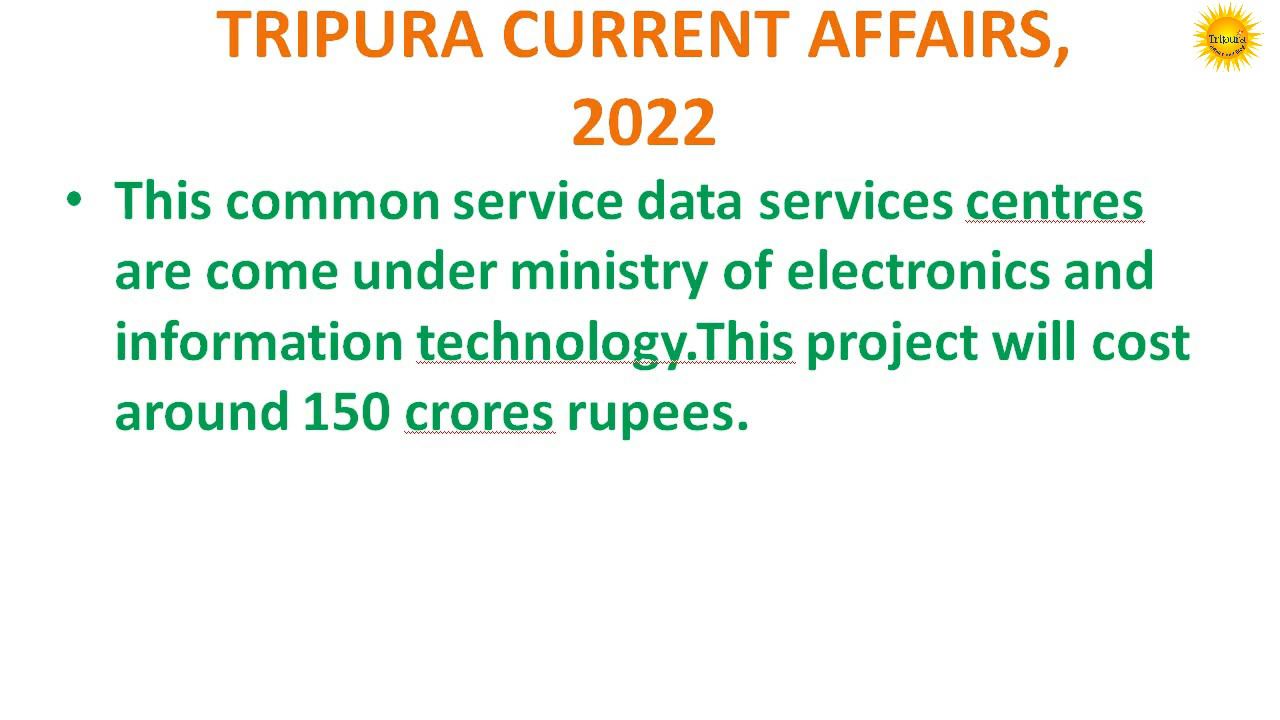 TRIPURA CURRENT AFFAIRS,
2022
Tripura
• This common service data services centres
are come under ministry of electronics and
information technology.This project will cost
around 150 crores rupees.